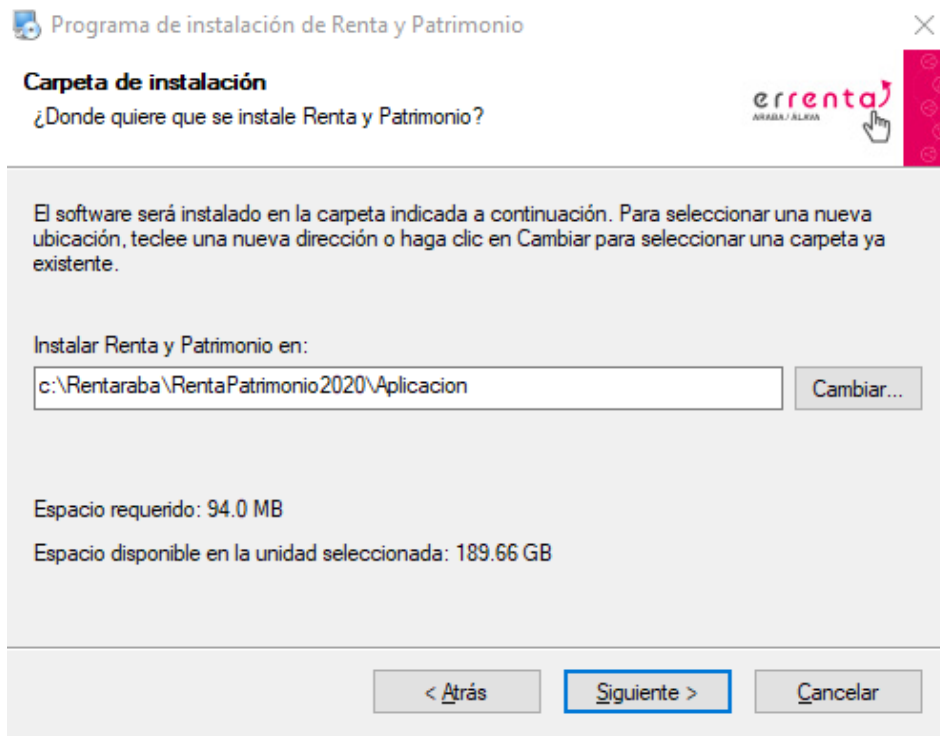 Programa de instalación de Renta y Patrimonio
Carpeta de instalación
¿Donde quiere que se instale Renta y Patrimonio?
errenta
ARABA / ÁLAVA
El software será instalado en la carpeta indicada a continuación. Para seleccionar una nueva
ubicación, teclee una nueva dirección o haga clic en Cambiar para seleccionar una carpeta ya
existente.
Instalar Renta y Patrimonio en:
c:\Rentaraba\RentaPatrimonio2020\Aplicacion
Cambiar...
Espacio requerido: 94.0 MB
Espacio disponible en la unidad seleccionada: 189.66 GB
< Atrás
Siguiente >
Cancelar